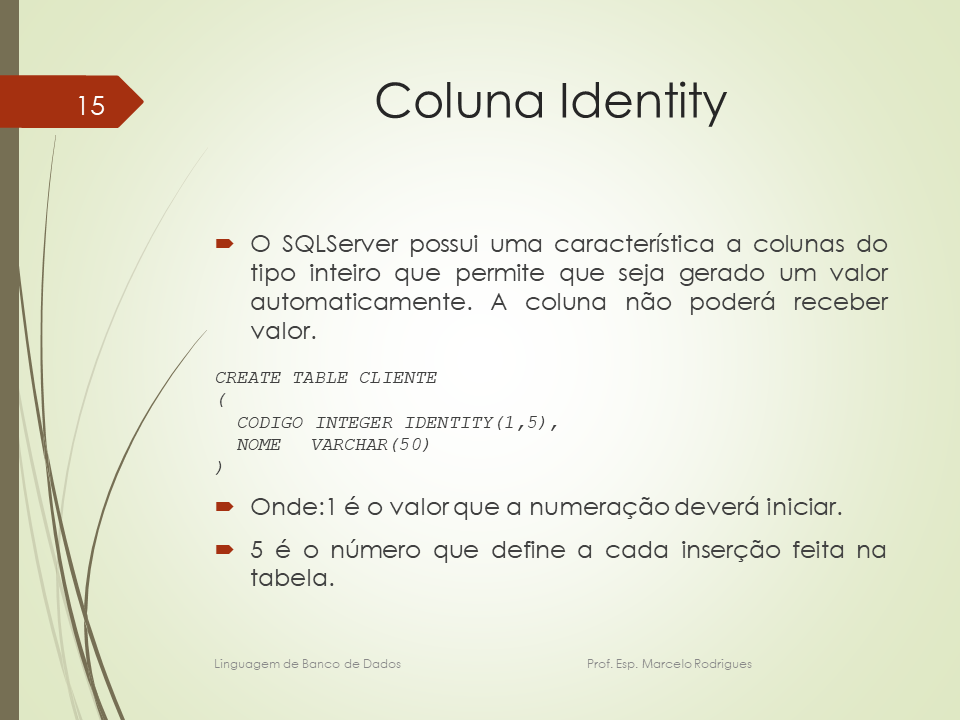 15
Coluna Identity
O SQLServer possui uma característica a colunas do
tipo inteiro que permite que seja gerado um valor
automaticamente. A coluna não poderá receber
valor.
CREATE TABLE CLIENTE
(
CODIGO INTEGER IDENTITY(1,5),
NOME VARCHAR(50)
)
Onde:1 é o valor que a numeração deverá iniciar.
5 é o número que define a cada inserção feita na
tabela.
Linguagem de Banco de Dados Prof. Esp. Marcelo Rodrigues